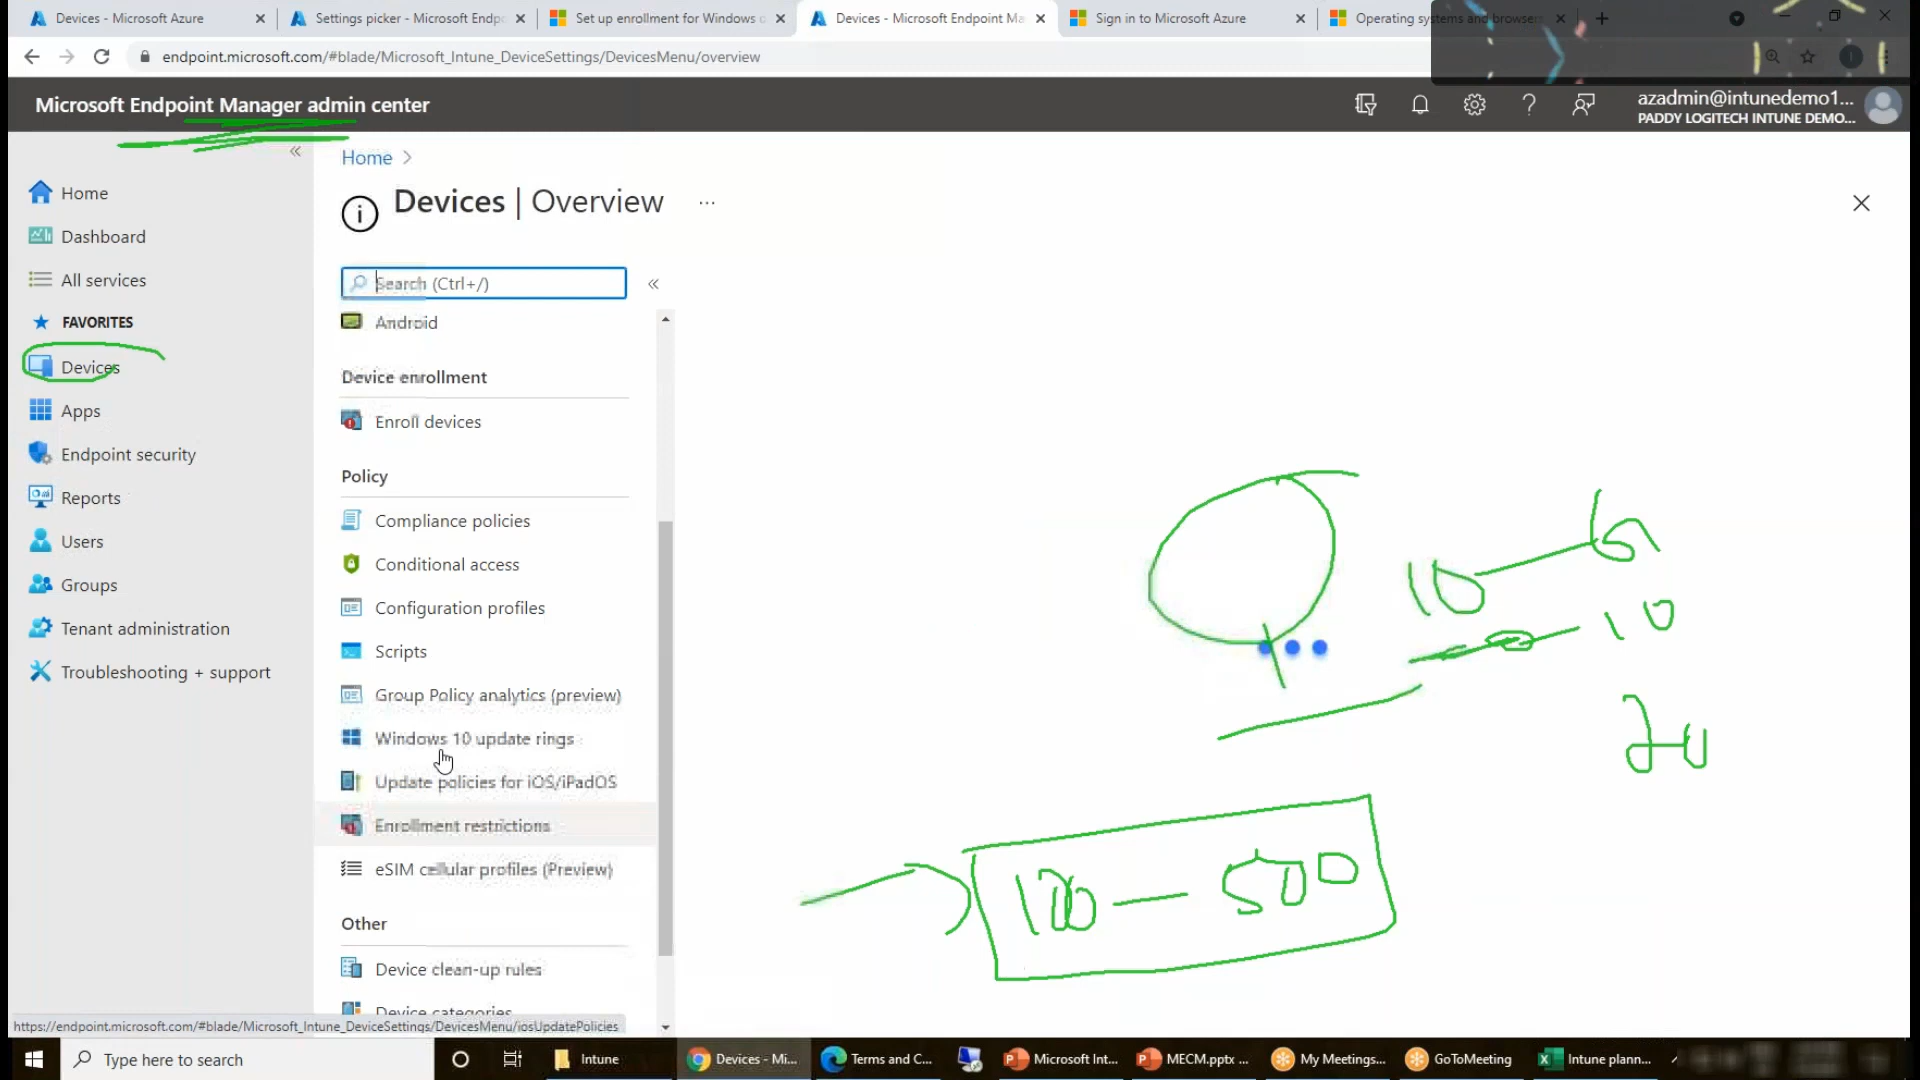 Devices - Microsoft Azure
Settings picker - Microsoft Endpo
Set up enrollment for Windows
Devices - Microsoft Endpoint Ma
Sign in to Microsoft Azure
Operating systems and browser
endpoint.microsoft.com/#blade/Microsoft_Intune_DeviceSettings/DevicesMenu/overview
Microsoft Endpoint Manager admin center
azadmin@intunedemo1...
PADDY LOGITECH INTUNE DEMO...
Home
Devices | Overview
Home
Dashboard
All services
FAVORITES
Devices
Apps
Endpoint security
Reports
Users
Groups
Tenant administration
Troubleshooting + support
Search (Ctrl+/)
Android
Device enrollment
Enroll devices
Policy
Compliance policies
Conditional access
Configuration profiles
Scripts
Group Policy analytics (preview)
Windows 10 update rings
Update policies for iOS/iPadOS
Enrollment restrictions
eSIM cellular profiles (Preview)
Other
Device clean-up rules
Device categories
10
10
20
500
https://endpoint.microsoft.com/#blade/Microsoft_Intune_DeviceSettings/DevicesMenu/iosUpdatePolicies
Type here to search
Intune
Devices - Mi...
Terms and C...
Microsoft Int...
MECM.pptx ...
My Meetings...
GoToMeeting
Intune plann...